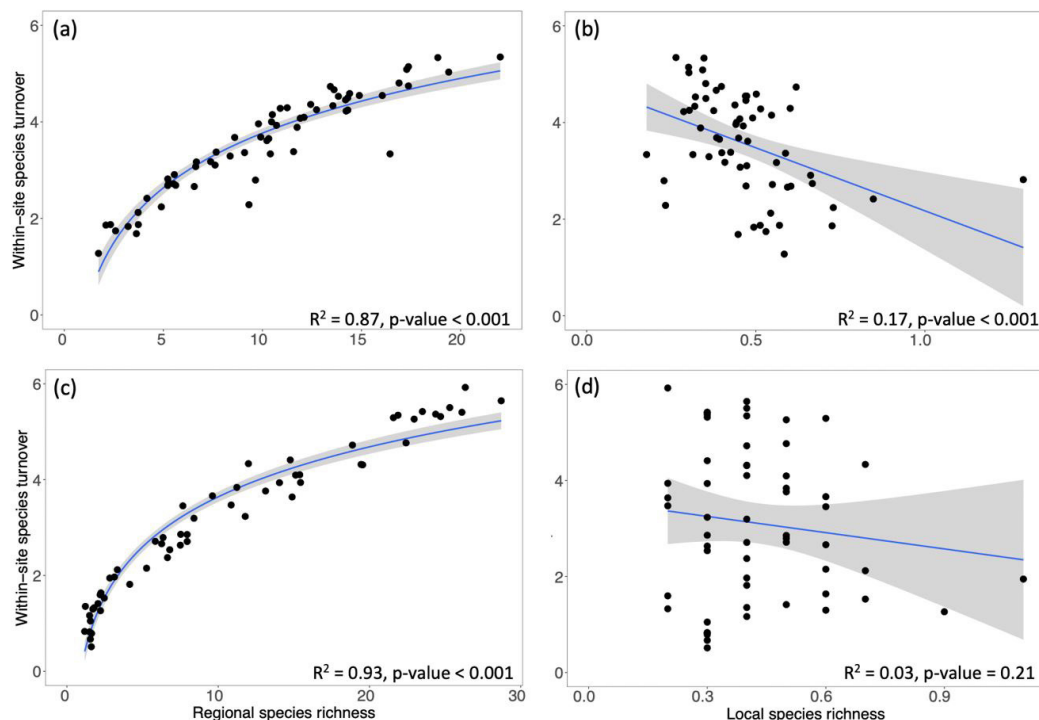 (a)
6
4
2
0
Within-site species turnover
0 5 10 15 20
R² = 0.87, p-value < 0.001
(b)
6
4
2
0
0.0 0.5 1.0
R² = 0.17, p-value < 0.001
(c)
6
4
2
0
Within-site species turnover
0 10 20 30
R² = 0.93, p-value < 0.001
Regional species richness
(d)
6
4
2
0
0.0 0.3 0.6 0.9
R² = 0.03, p-value = 0.21
Local species richness